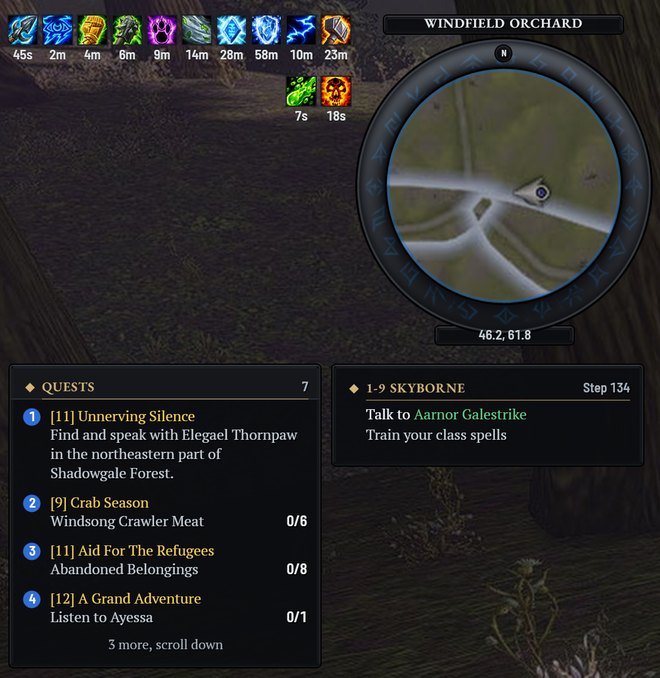 45s 2m 4m 6m 9m 14m 28m 58m 10m 23m
7s 18s
WINDFIELD ORCHARD
N
46.2, 61.8
QUESTS 7
1 [11] Unnerving Silence
Find and speak with Elegael Thornpaw
in the northeastern part of
Shadowgale Forest.
2 [9] Crab Season
Windsong Crawler Meat 0/6
3 [11] Aid For The Refugees
Abandoned Belongings 0/8
4 [12] A Grand Adventure
Listen to Ayessa 0/1
3 more, scroll down
1-9 SKYBORNE Step 134
Talk to Aarnor Galestrike
Train your class spells